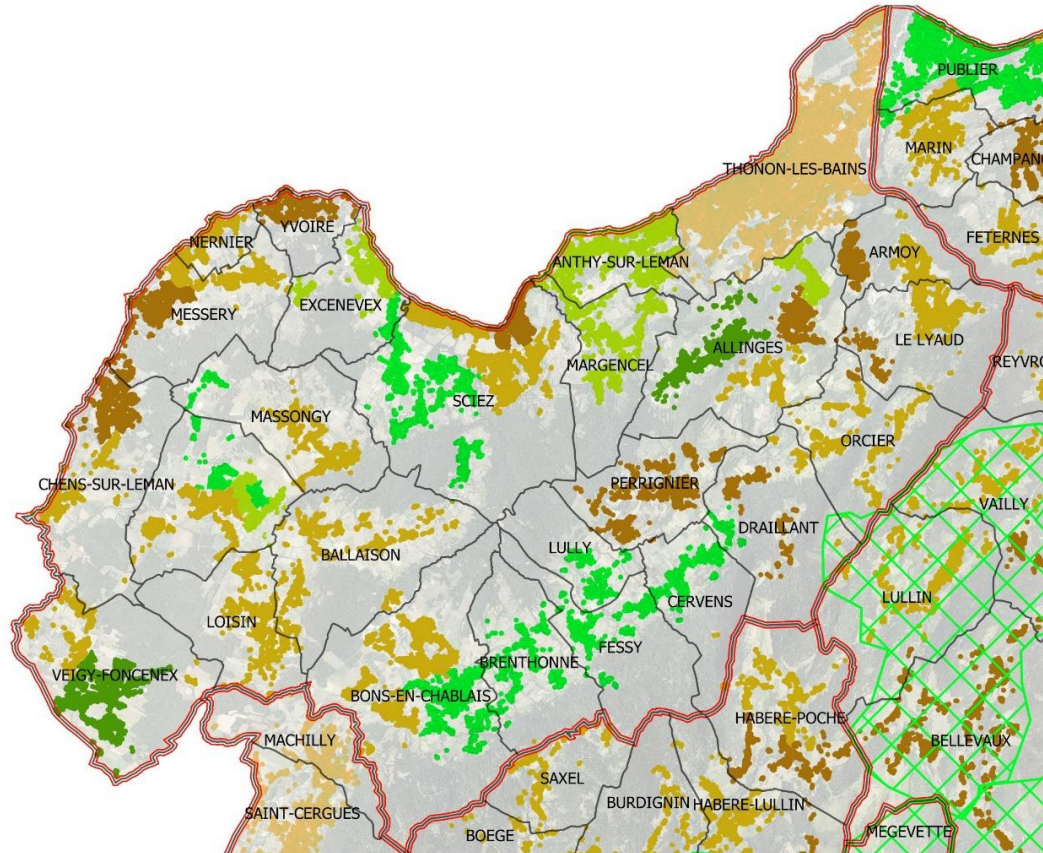 PUBLIER
MARIN
CHAMPANG
THONON-LES-BAINS
YVOIRE
NERNIER
FETERNES
ARMOY
ANTHY-SUR-LEMAN
EXCENEVEX
MESSERY
LE LYAUD
ALLINGES
REYVRO
MARGENCEL
SCIEZ
MASSONGY
ORCIER
CHENS-SUR-LEMAN
PERRIGNIER
VAILLY
DRAILLANT
LULLY
BALLAISON
LULLIN
CERVENS
LOISIN
FESSY
BRENTHONNE
VEIGY-FONCENEX
BONS-EN-CHABLAIS
HABERE-POCHE
MACHILLY
BELLEVAUX
SAXEL
BURDIGNIN
HABERE-LULLIN
SAINT-CERGUES
BOEGE
MEGEVETTE